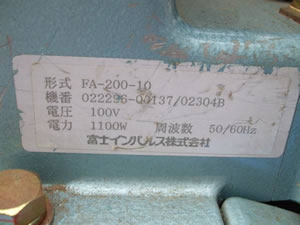 形式 FA-200-10
機番 022296-00137/02304B
電圧 100V
電力 1100W 周波数 50/60Hz
富士インパルス株式会社